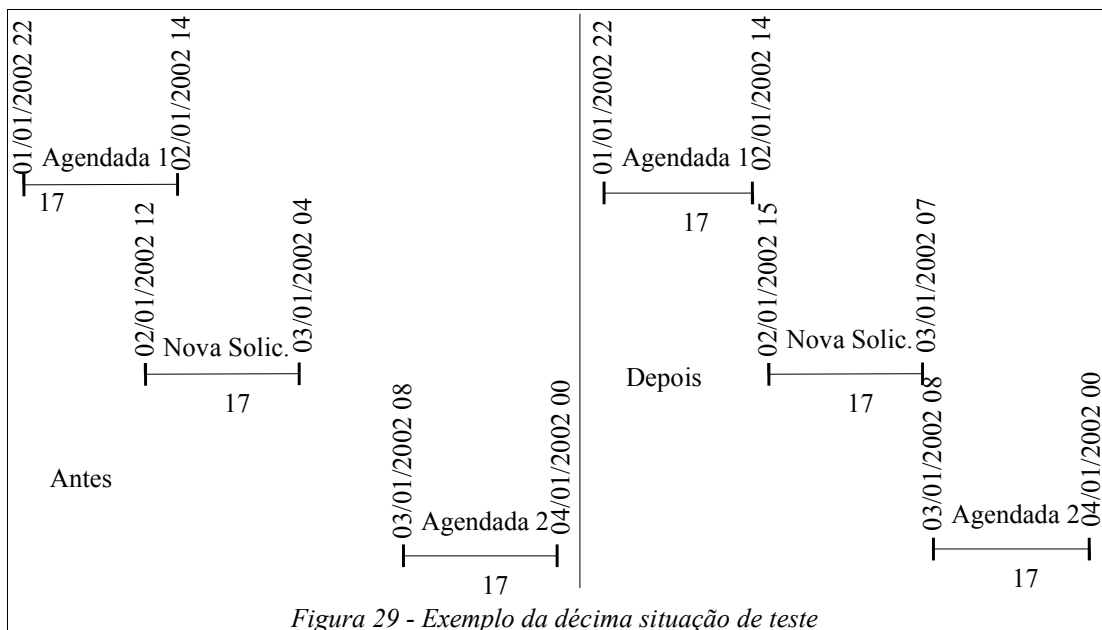 01/01/2002 22
02/01/2002 14
Agendada 1
17
02/01/2002 12
03/01/2002 04
Nova Solic.
17
03/01/2002 08
04/01/2002 00
Antes
Agendada 2
17
01/01/2002 22
02/01/2002 14
Agendada 1
17
02/01/2002 15
03/01/2002 07
Nova Solic.
Depois
17
03/01/2002 08
04/01/2002 00
Agendada 2
17
Figura 29 - Exemplo da décima situação de teste